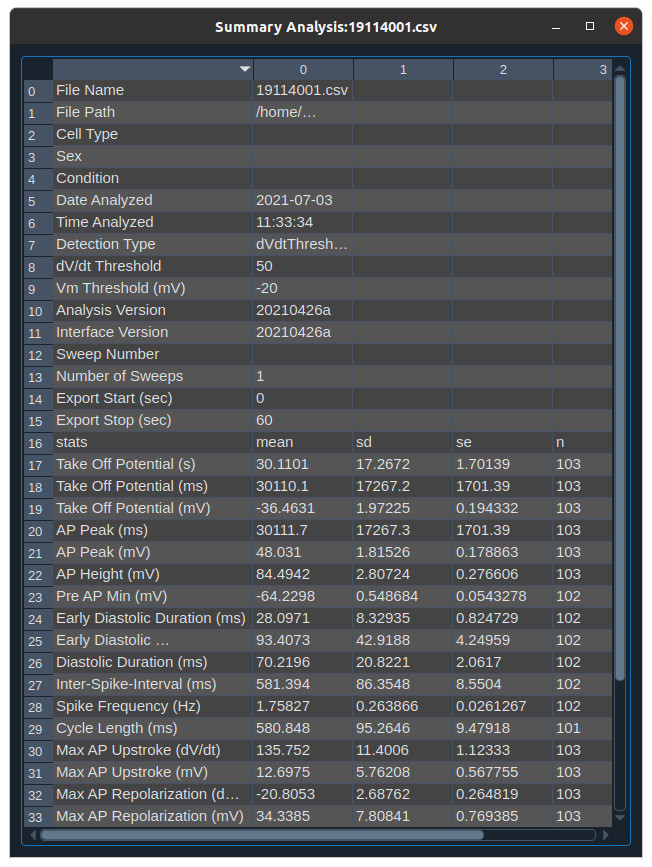 Summary Analysis:19114001.csv
0 1 2 3
0 File Name 19114001.csv
1 File Path /home/…
2 Cell Type
3 Sex
4 Condition
5 Date Analyzed 2021-07-03
6 Time Analyzed 11:33:34
7 Detection Type dVdtThresh…
8 dV/dt Threshold 50
9 Vm Threshold (mV) -20
10 Analysis Version 20210426a
11 Interface Version 20210426a
12 Sweep Number
13 Number of Sweeps 1
14 Export Start (sec) 0
15 Export Stop (sec) 60
16 stats mean sd se n
17 Take Off Potential (s) 30.1101 17.2672 1.70139 103
18 Take Off Potential (ms) 30110.1 17267.2 1701.39 103
19 Take Off Potential (mV) -36.4631 1.97225 0.194332 103
20 AP Peak (ms) 30111.7 17267.3 1701.39 103
21 AP Peak (mV) 48.031 1.81526 0.178863 103
22 AP Height (mV) 84.4942 2.80724 0.276606 103
23 Pre AP Min (mV) -64.2298 0.548684 0.0543278 102
24 Early Diastolic Duration (ms) 28.0971 8.32935 0.824729 102
25 Early Diastolic … 93.4073 42.9188 4.24959 102
26 Diastolic Duration (ms) 70.2196 20.8221 2.0617 102
27 Inter-Spike-Interval (ms) 581.394 86.3548 8.5504 102
28 Spike Frequency (Hz) 1.75827 0.263866 0.0261267 102
29 Cycle Length (ms) 580.848 95.2646 9.47918 101
30 Max AP Upstroke (dV/dt) 135.752 11.4006 1.12333 103
31 Max AP Upstroke (mV) 12.6975 5.76208 0.567755 103
32 Max AP Repolarization (d… -20.8053 2.68762 0.264819 103
33 Max AP Repolarization (mV) 34.3385 7.80841 0.769385 103